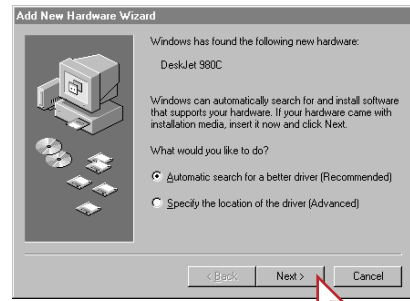 Add New Hardware Wizard
Windows has found the following new hardware:
DeskJet 980C
Windows can automatically search for and install software
that supports your hardware. If your hardware came with
installation media, insert it now and click Next.
What would you like to do?
Automatic search for a better driver (Recommended)
Specify the location of the driver (Advanced)
< Back Next > Cancel